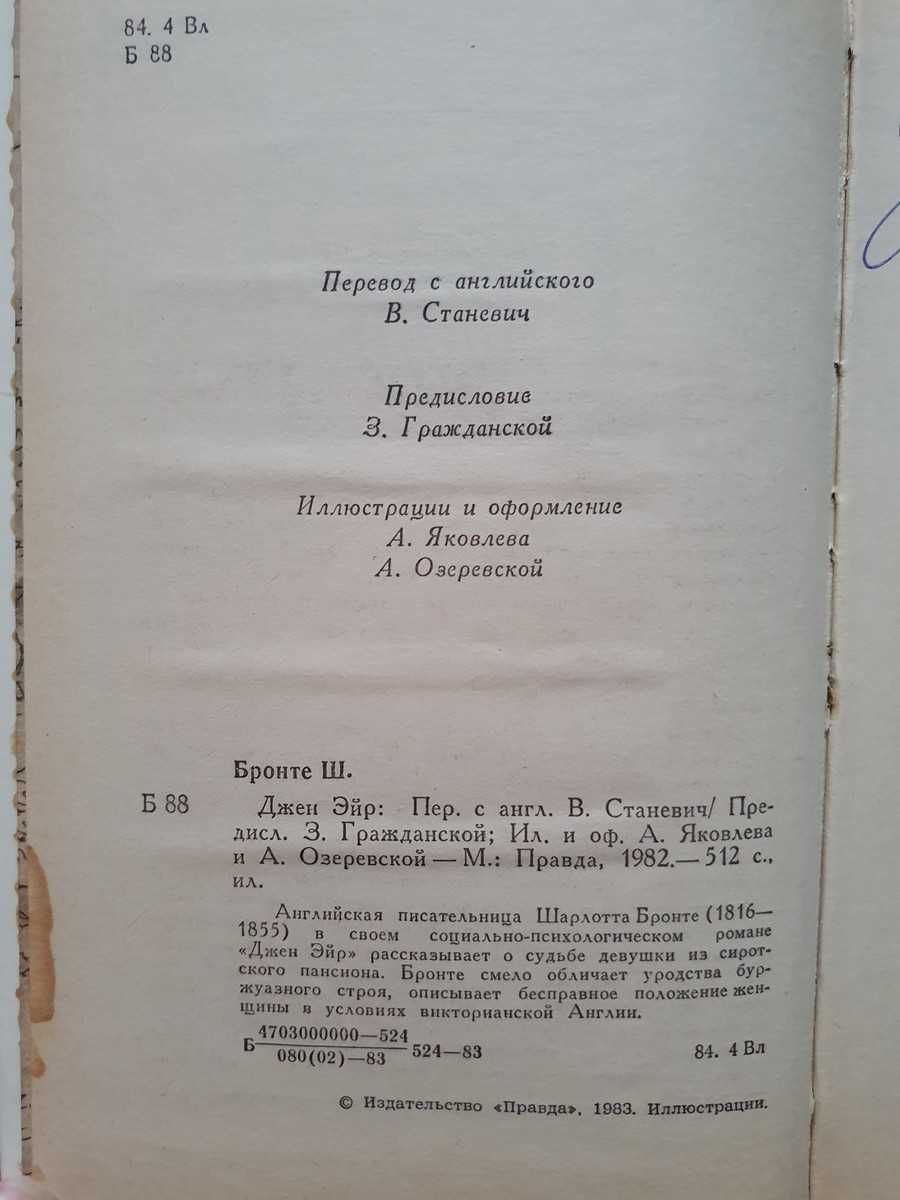 84. 4 Вл
Б 88
Перевод с английского
В. Станевич
Предисловие
З. Гражданской
Иллюстрации и оформление
А. Яковлева
А. Озеревской
Бронте Ш.
Б 88 Джен Эйр: Пер. с англ. В. Станевич/ Пре-
дисл. З. Гражданской; Ил. и оф. А. Яковлева
и А. Озеревской — М.: Правда, 1982.— 512 с.,
ил.
Английская писательница Шарлотта Бронте (1816—
1855) в своем социально-психологическом романе
«Джен Эйр» рассказывает о судьбе девушки из сирот-
ского пансиона. Бронте смело обличает уродства бур-
жуазного строя, описывает бесправное положение жен-
щины в условиях викторианской Англии.
4703000000—524
Б 524—83 84. 4 Вл
080(02)—83
© Издательство «Правда», 1983. Иллюстрации.